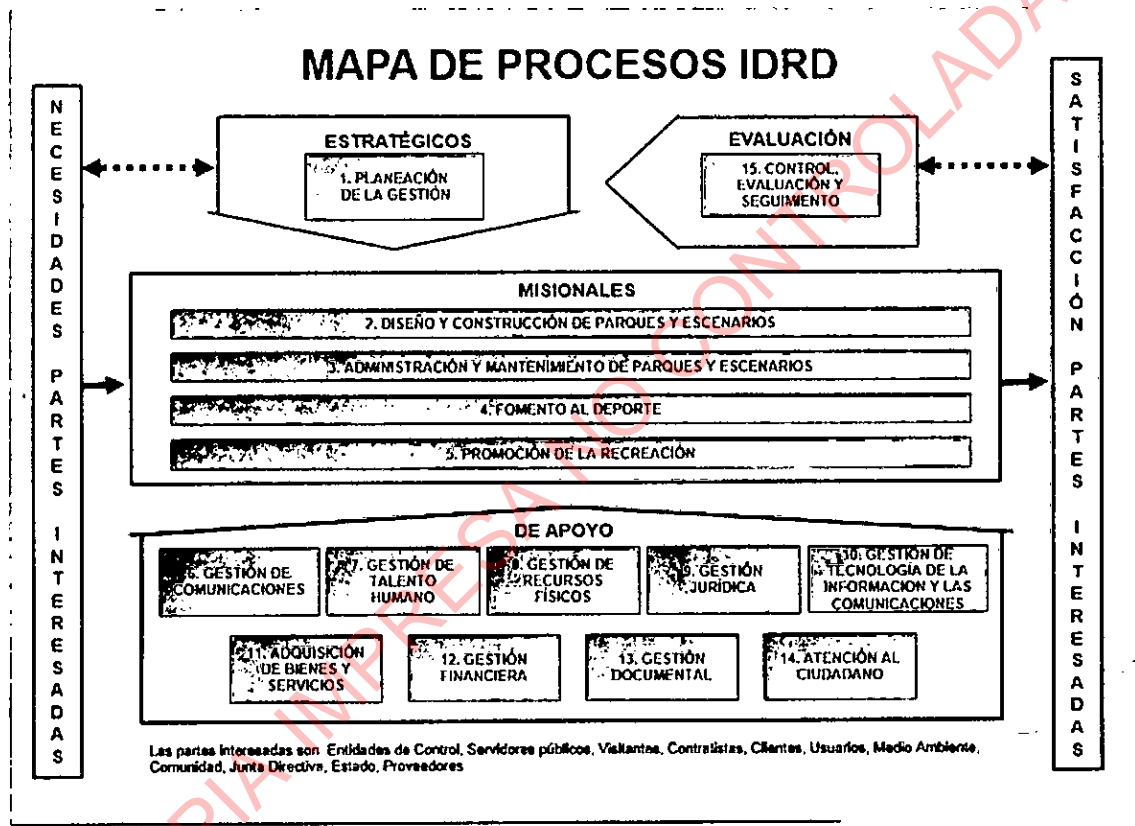 MAPA DE PROCESOS IDRD
NECESIDADES PARTES INTERESADAS
SATISFACCIÓN PARTES INTERESADAS
ESTRATÉGICOS
1. PLANEACIÓN
DE LA GESTIÓN
EVALUACIÓN
15. CONTROL,
EVALUACIÓN Y
SEGUIMIENTO
MISIONALES
2. DISEÑO Y CONSTRUCCIÓN DE PARQUES Y ESCENARIOS
3. ADMINISTRACIÓN Y MANTENIMIENTO DE PARQUES Y ESCENARIOS
4. FOMENTO AL DEPORTE
5. PROMOCIÓN DE LA RECREACIÓN
DE APOYO
6. GESTIÓN DE
COMUNICACIONES
7. GESTIÓN DE
TALENTO
HUMANO
8. GESTIÓN DE
RECURSOS
FÍSICOS
9. GESTIÓN
JURÍDICA
10. GESTIÓN DE
TECNOLOGÍA DE LA
INFORMACION Y LAS
COMUNICACIONES
11. ADQUISICIÓN
DE BIENES Y
SERVICIOS
12. GESTIÓN
FINANCIERA
13. GESTIÓN
DOCUMENTAL
14. ATENCIÓN AL
CIUDADANO
Las partes interesadas son Entidades de Control, Servidores públicos, Visitantes, Contratistas, Clientes, Usuarios, Medio Ambiente,
Comunidad, Junta Directiva, Estado, Proveedores
PIA IMPRESA NO CONTROLADA